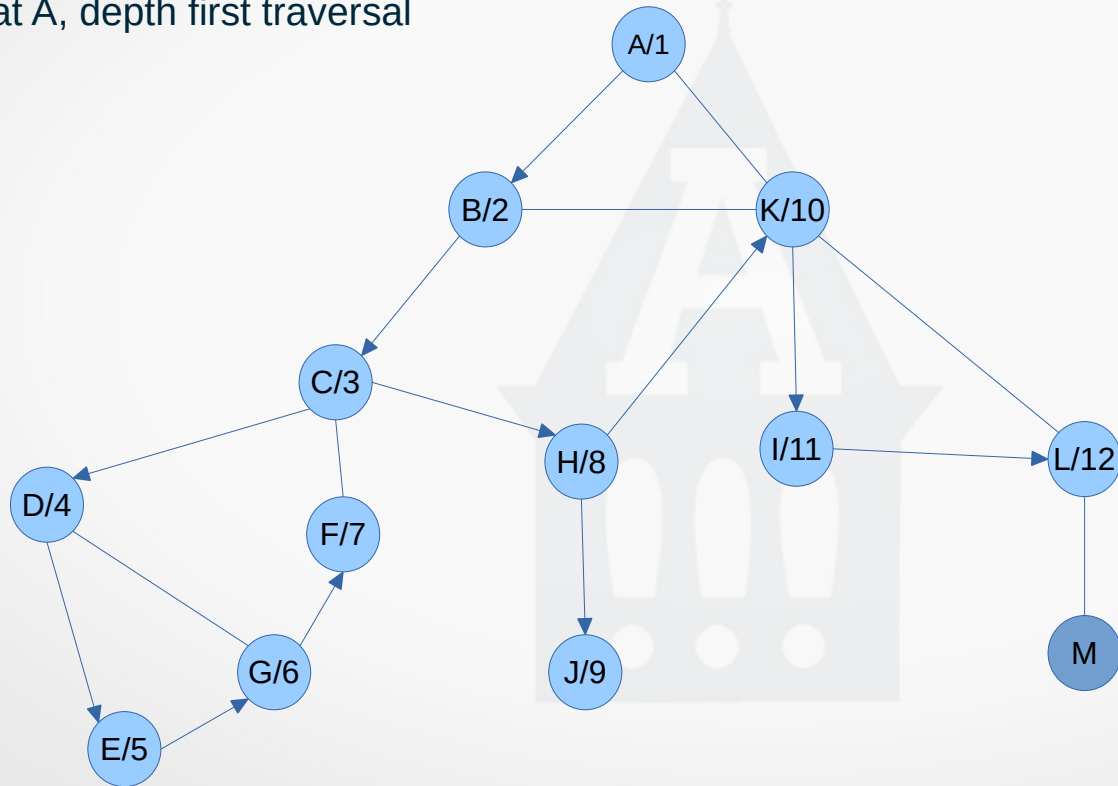 at A, depth first traversal
A/1
B/2
K/10
C/3
H/8
I/11
L/12
D/4
F/7
G/6
J/9
M
E/5